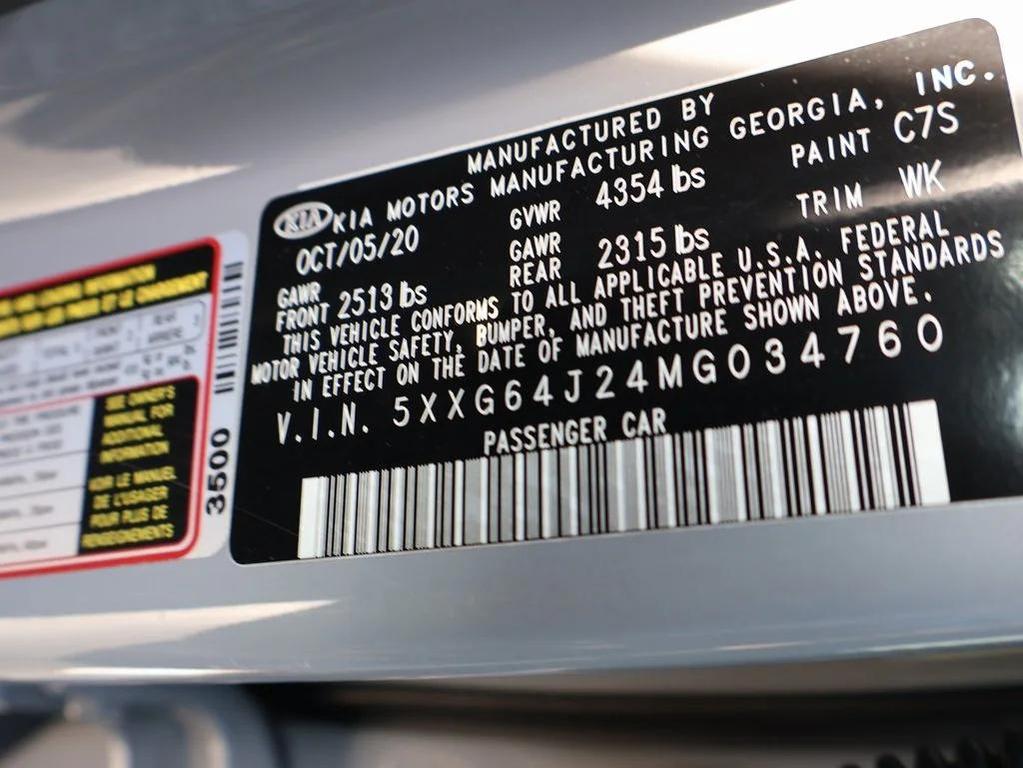 MANUFACTURED BY
KIA KIA MOTORS MANUFACTURING GEORGIA, INC.
OCT/05/20 GVWR 4354 lbs PAINT C7S
GAWR FRONT 2513 lbs GAWR REAR 2315 lbs TRIM WK
THIS VEHICLE CONFORMS TO ALL APPLICABLE U.S.A. FEDERAL
MOTOR VEHICLE SAFETY, BUMPER, AND THEFT PREVENTION STANDARDS
IN EFFECT ON THE DATE OF MANUFACTURE SHOWN ABOVE.
V.I.N. 5XXG64J24MG034760
PASSENGER CAR
3500
SEE OWNER'S
MANUAL FOR
ADDITIONAL
INFORMATION
VOIR LE MANUEL
DE L'USAGER
POUR PLUS DE
RENSEIGNEMENTS